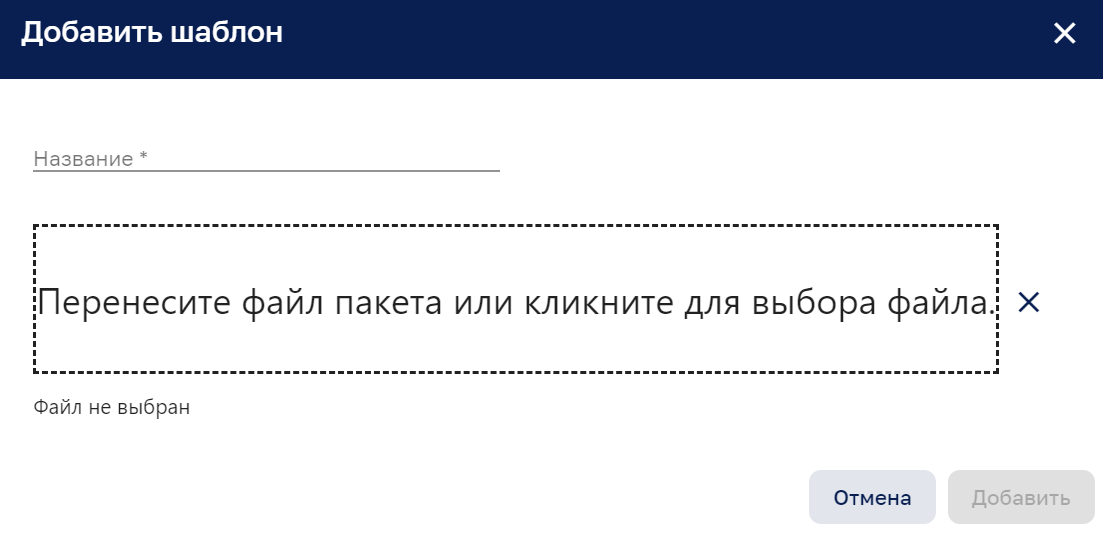 Добавить шаблон
Название *
Перенесите файл пакета или кликните для выбора файла.
Файл не выбран
Отмена
Добавить